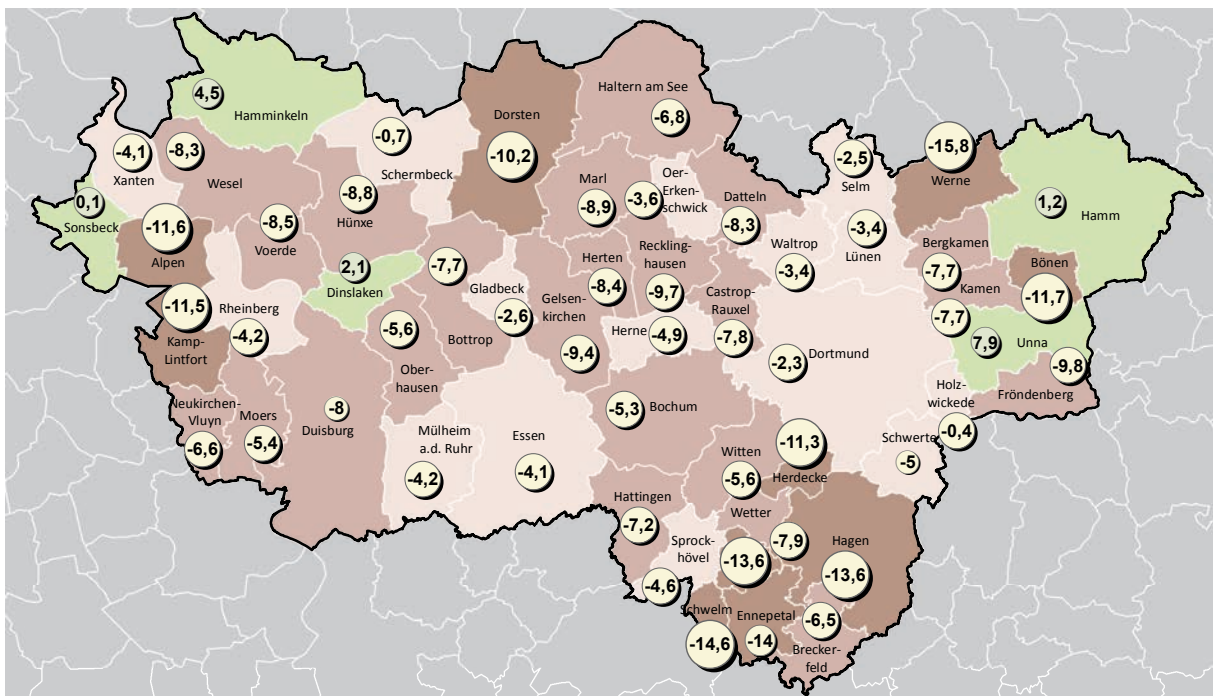 4,5
Hamminkeln
-4,1
Xanten
-8,3
Wesel
-0,7
Schermbeck
Dorsten
-10,2
Haltern am See
-6,8
-2,5
Selm
-15,8
Werne
1,2
Hamm
0,1
Sonsbeck
-11,6
Alpen
-8,5
Voerde
-8,8
Hünxe
Marl
-8,9
-3,6
Oer-
Erken-
schwick
Datteln
-8,3
Waltrop
-3,4
-3,4
Lünen
Bergkamen
-7,7
Kamen
-7,7
Bönen
-11,7
2,1
Dinslaken
-7,7
Bottrop
Gladbeck
-2,6
Gelsen-
kirchen
-9,4
Herten
-8,4
Reckling-
hausen
-9,7
Castrop-
Rauxel
-7,8
Herne
-4,9
-2,3
Dortmund
7,9
Unna
-9,8
Fröndenberg
-11,5
Kamp-
Lintfort
Rheinberg
-4,2
-5,6
Ober-
hausen
Neukirchen-
Vluyn
-6,6
Moers
-5,4
-8
Duisburg
Mülheim
a.d. Ruhr
-4,2
Essen
-4,1
-5,3
Bochum
Holz-
wickede
-0,4
Schwerte
-5
Witten
-5,6
-11,3
Herdecke
Hattingen
-7,2
Wetter
-7,9
Sprock-
hövel
-4,6
-13,6
Hagen
-13,6
Schwelm
-14,6
Ennepetal
-14
-6,5
Brecker-
feld